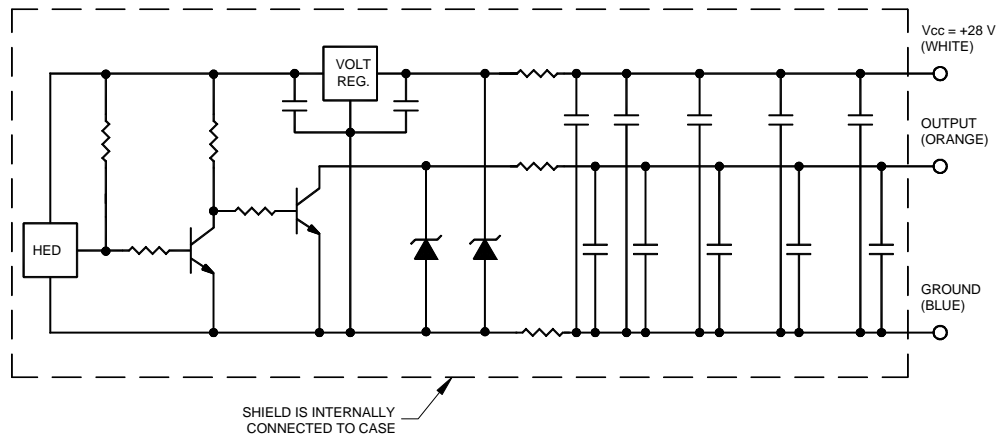 Vcc = +28 V
(WHITE)
VOLT
REG.
OUTPUT
(ORANGE)
HED
GROUND
(BLUE)
SHIELD IS INTERNALLY
CONNECTED TO CASE